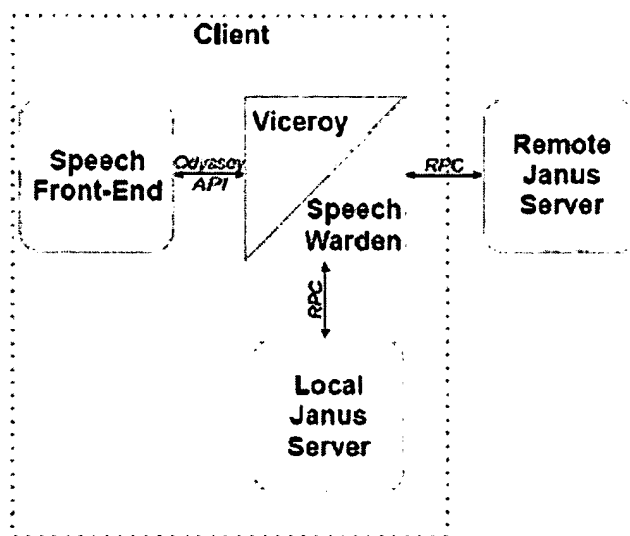 Client
Speech
Front-End
Odyssey
API
Viceroy
Speech
Warden
RPC
Remote
Janus
Server
RPC
Local
Janus
Server